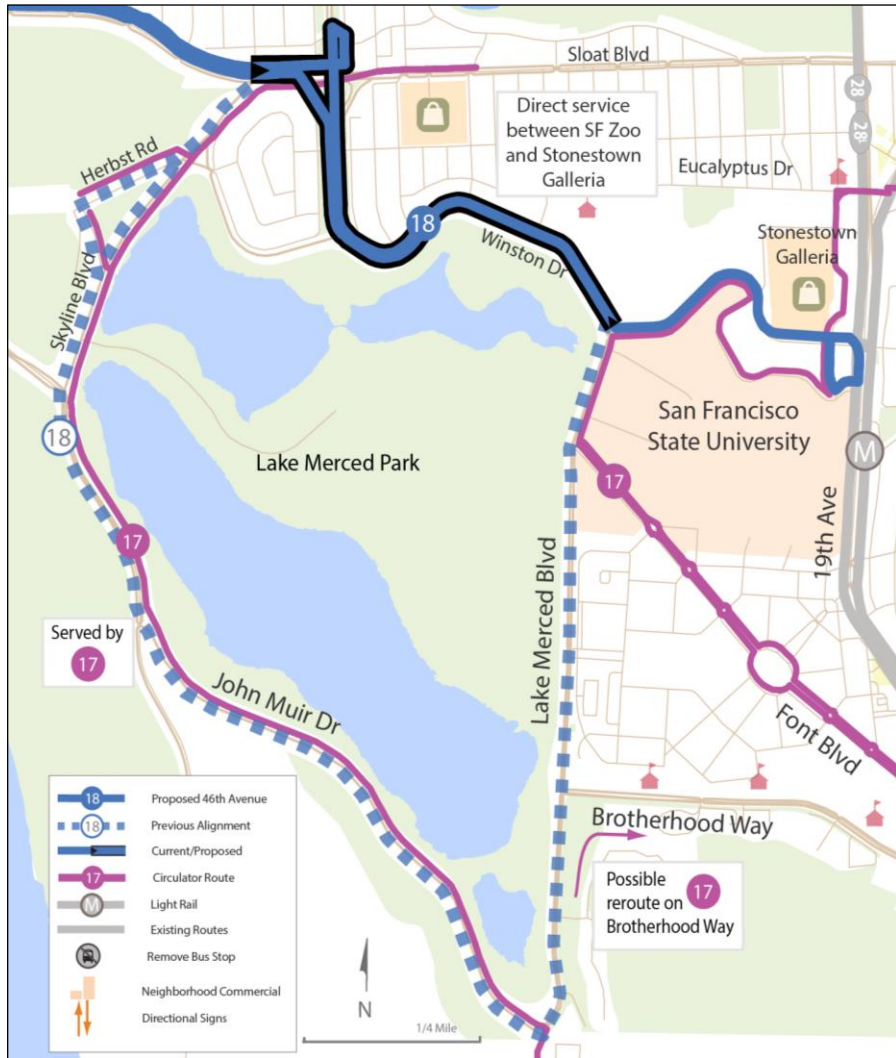 Sloat Blvd
28
28L
Direct service
between SF Zoo
and Stonestown
Galleria
Herbst Rd
Eucalyptus Dr
18
Winston Dr
Stonestown
Galleria
Skyline Blvd
San Francisco
State University
18
Lake Merced Park
M
17
17
19th Ave
Lake Merced Blvd
Served by
17
John Muir Dr
Font Blvd
18 Proposed 46th Avenue
18 Previous Alignment
Current/Proposed
17 Circulator Route
M Light Rail
Existing Routes
Remove Bus Stop
Neighborhood Commercial
Directional Signs
Brotherhood Way
Possible 17
reroute on
Brotherhood Way
N
1/4 Mile